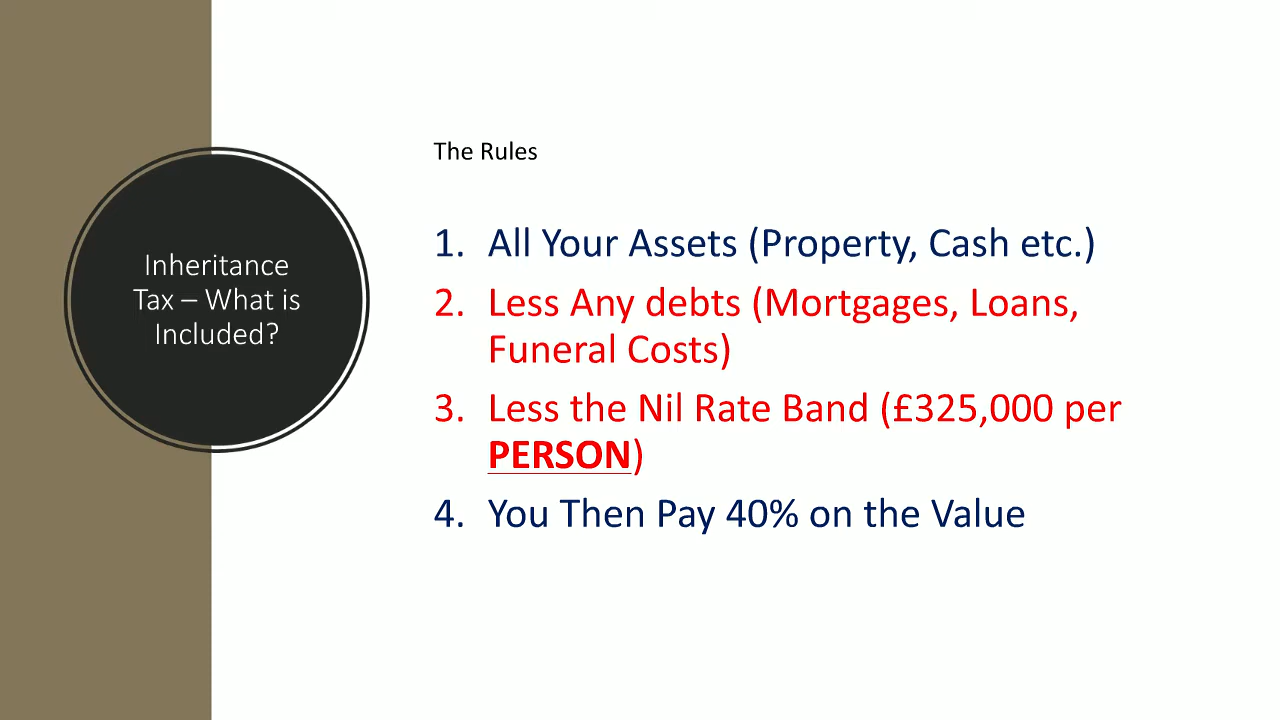 Inheritance
Tax – What is
Included?
The Rules
1. All Your Assets (Property, Cash etc.)
2. Less Any debts (Mortgages, Loans,
Funeral Costs)
3. Less the Nil Rate Band (£325,000 per
PERSON)
4. You Then Pay 40% on the Value